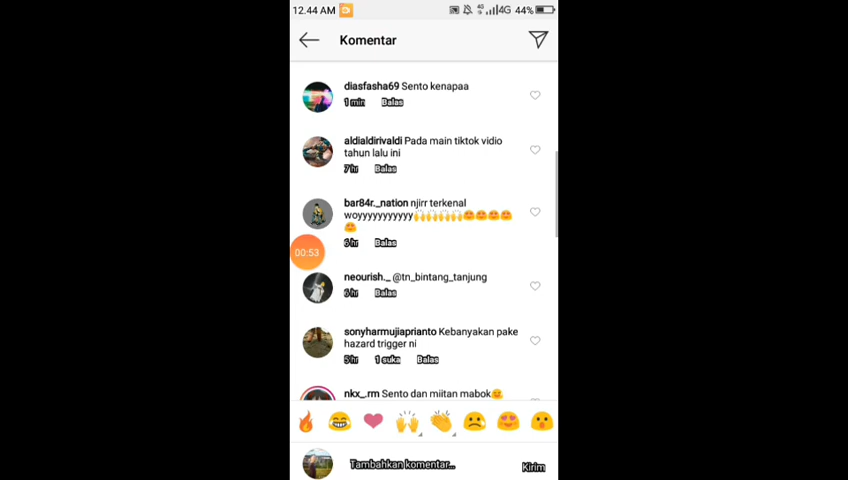 12.44 AM 4G 44%
Komentar
diasfasha69 Sento kenapaa
1 min Balas
aldialdirivaldi Pada main tiktok vidio
tahun lalu ini
7 hr Balas
bar84r._nation njirr terkenal
woyyyyyyyyyyy🙌🙌🙌🙌😍😍😍😍
😍
6 hr Balas
00:53
neourish._ @tn_bintang_tanjung
6 hr Balas
sonyharmujiaprianto Kebanyakan pake
hazard trigger ni
5 hr 1 suka Balas
nkx_.rm Sento dan miitan mabok
Tambahkan komentar...
Kirim